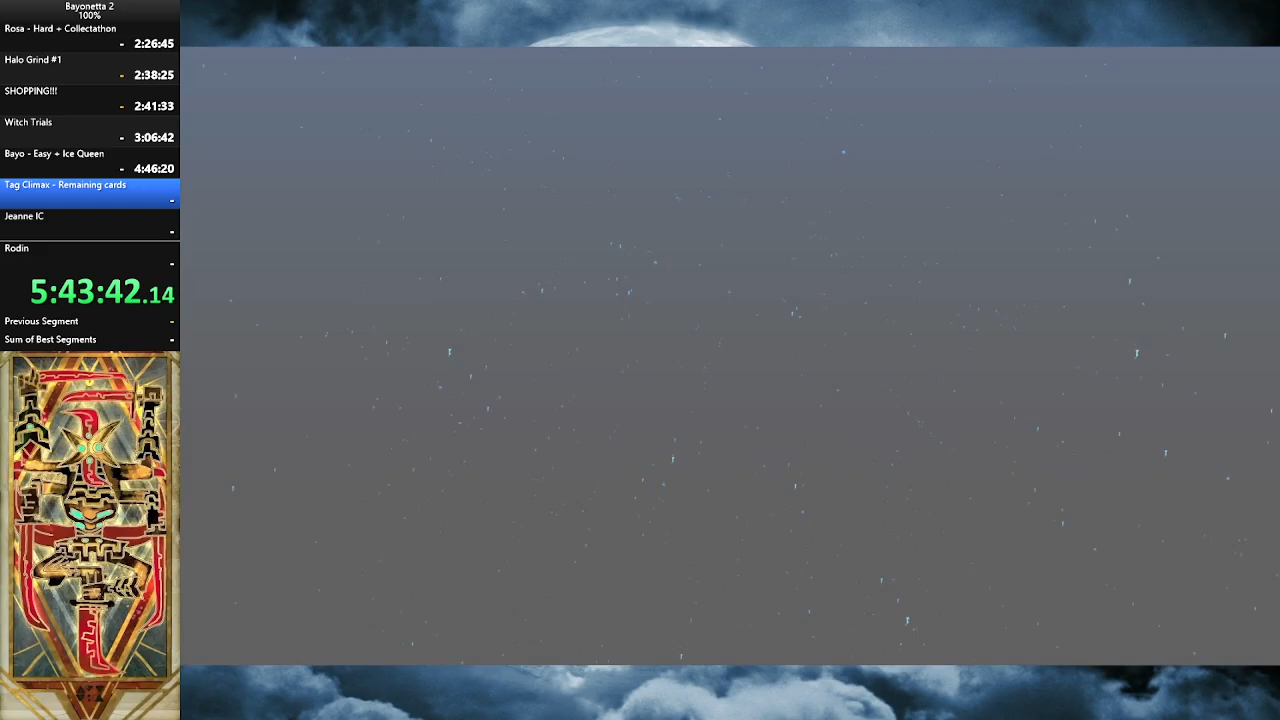 Bayonetta 2
100%
Rosa - Hard + Collectathon
- 2:26:45
Halo Grind #1
- 2:38:25
SHOPPING!!!
- 2:41:33
Witch Trials
- 3:06:42
Bayo - Easy + Ice Queen
- 4:46:20
Tag Climax - Remaining cards
-
Jeanne IC
-
Rodin
-
5:43:42.14
Previous Segment -
Sum of Best Segments -